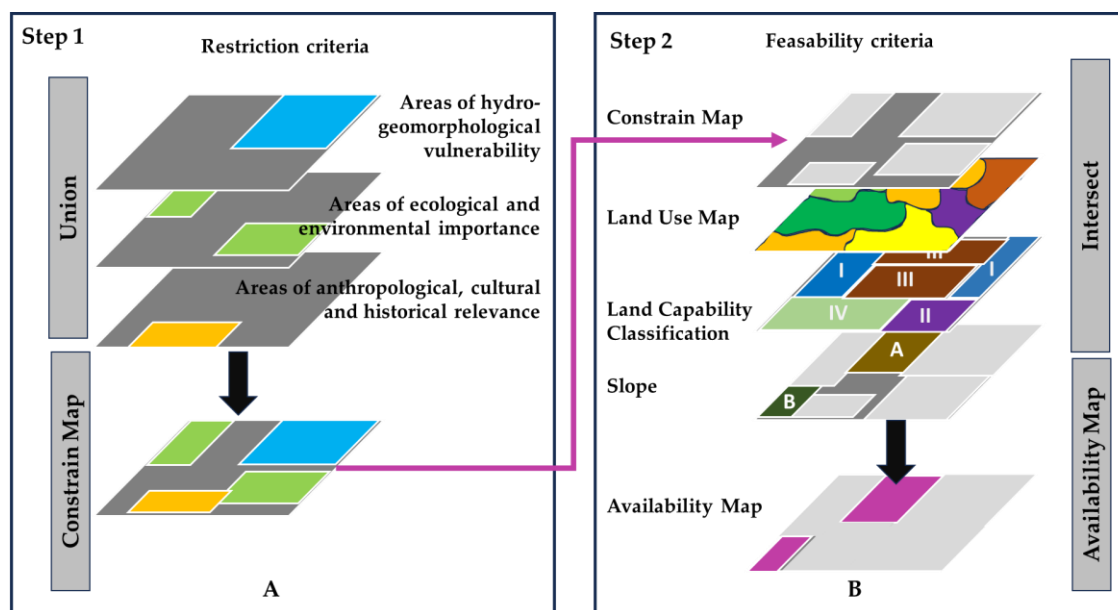 Step 1
Restriction criteria
Union
Areas of hydro-
geomorphological
vulnerability
Areas of ecological and
environmental importance
Areas of anthropological, cultural
and historical relevance
Constrain Map
A
Step 2
Feasability criteria
Constrain Map
Land Use Map
Land Capability
Classification
III
I
I
III
IV
II
Slope
A
B
Availability Map
Intersect
Availability Map
B